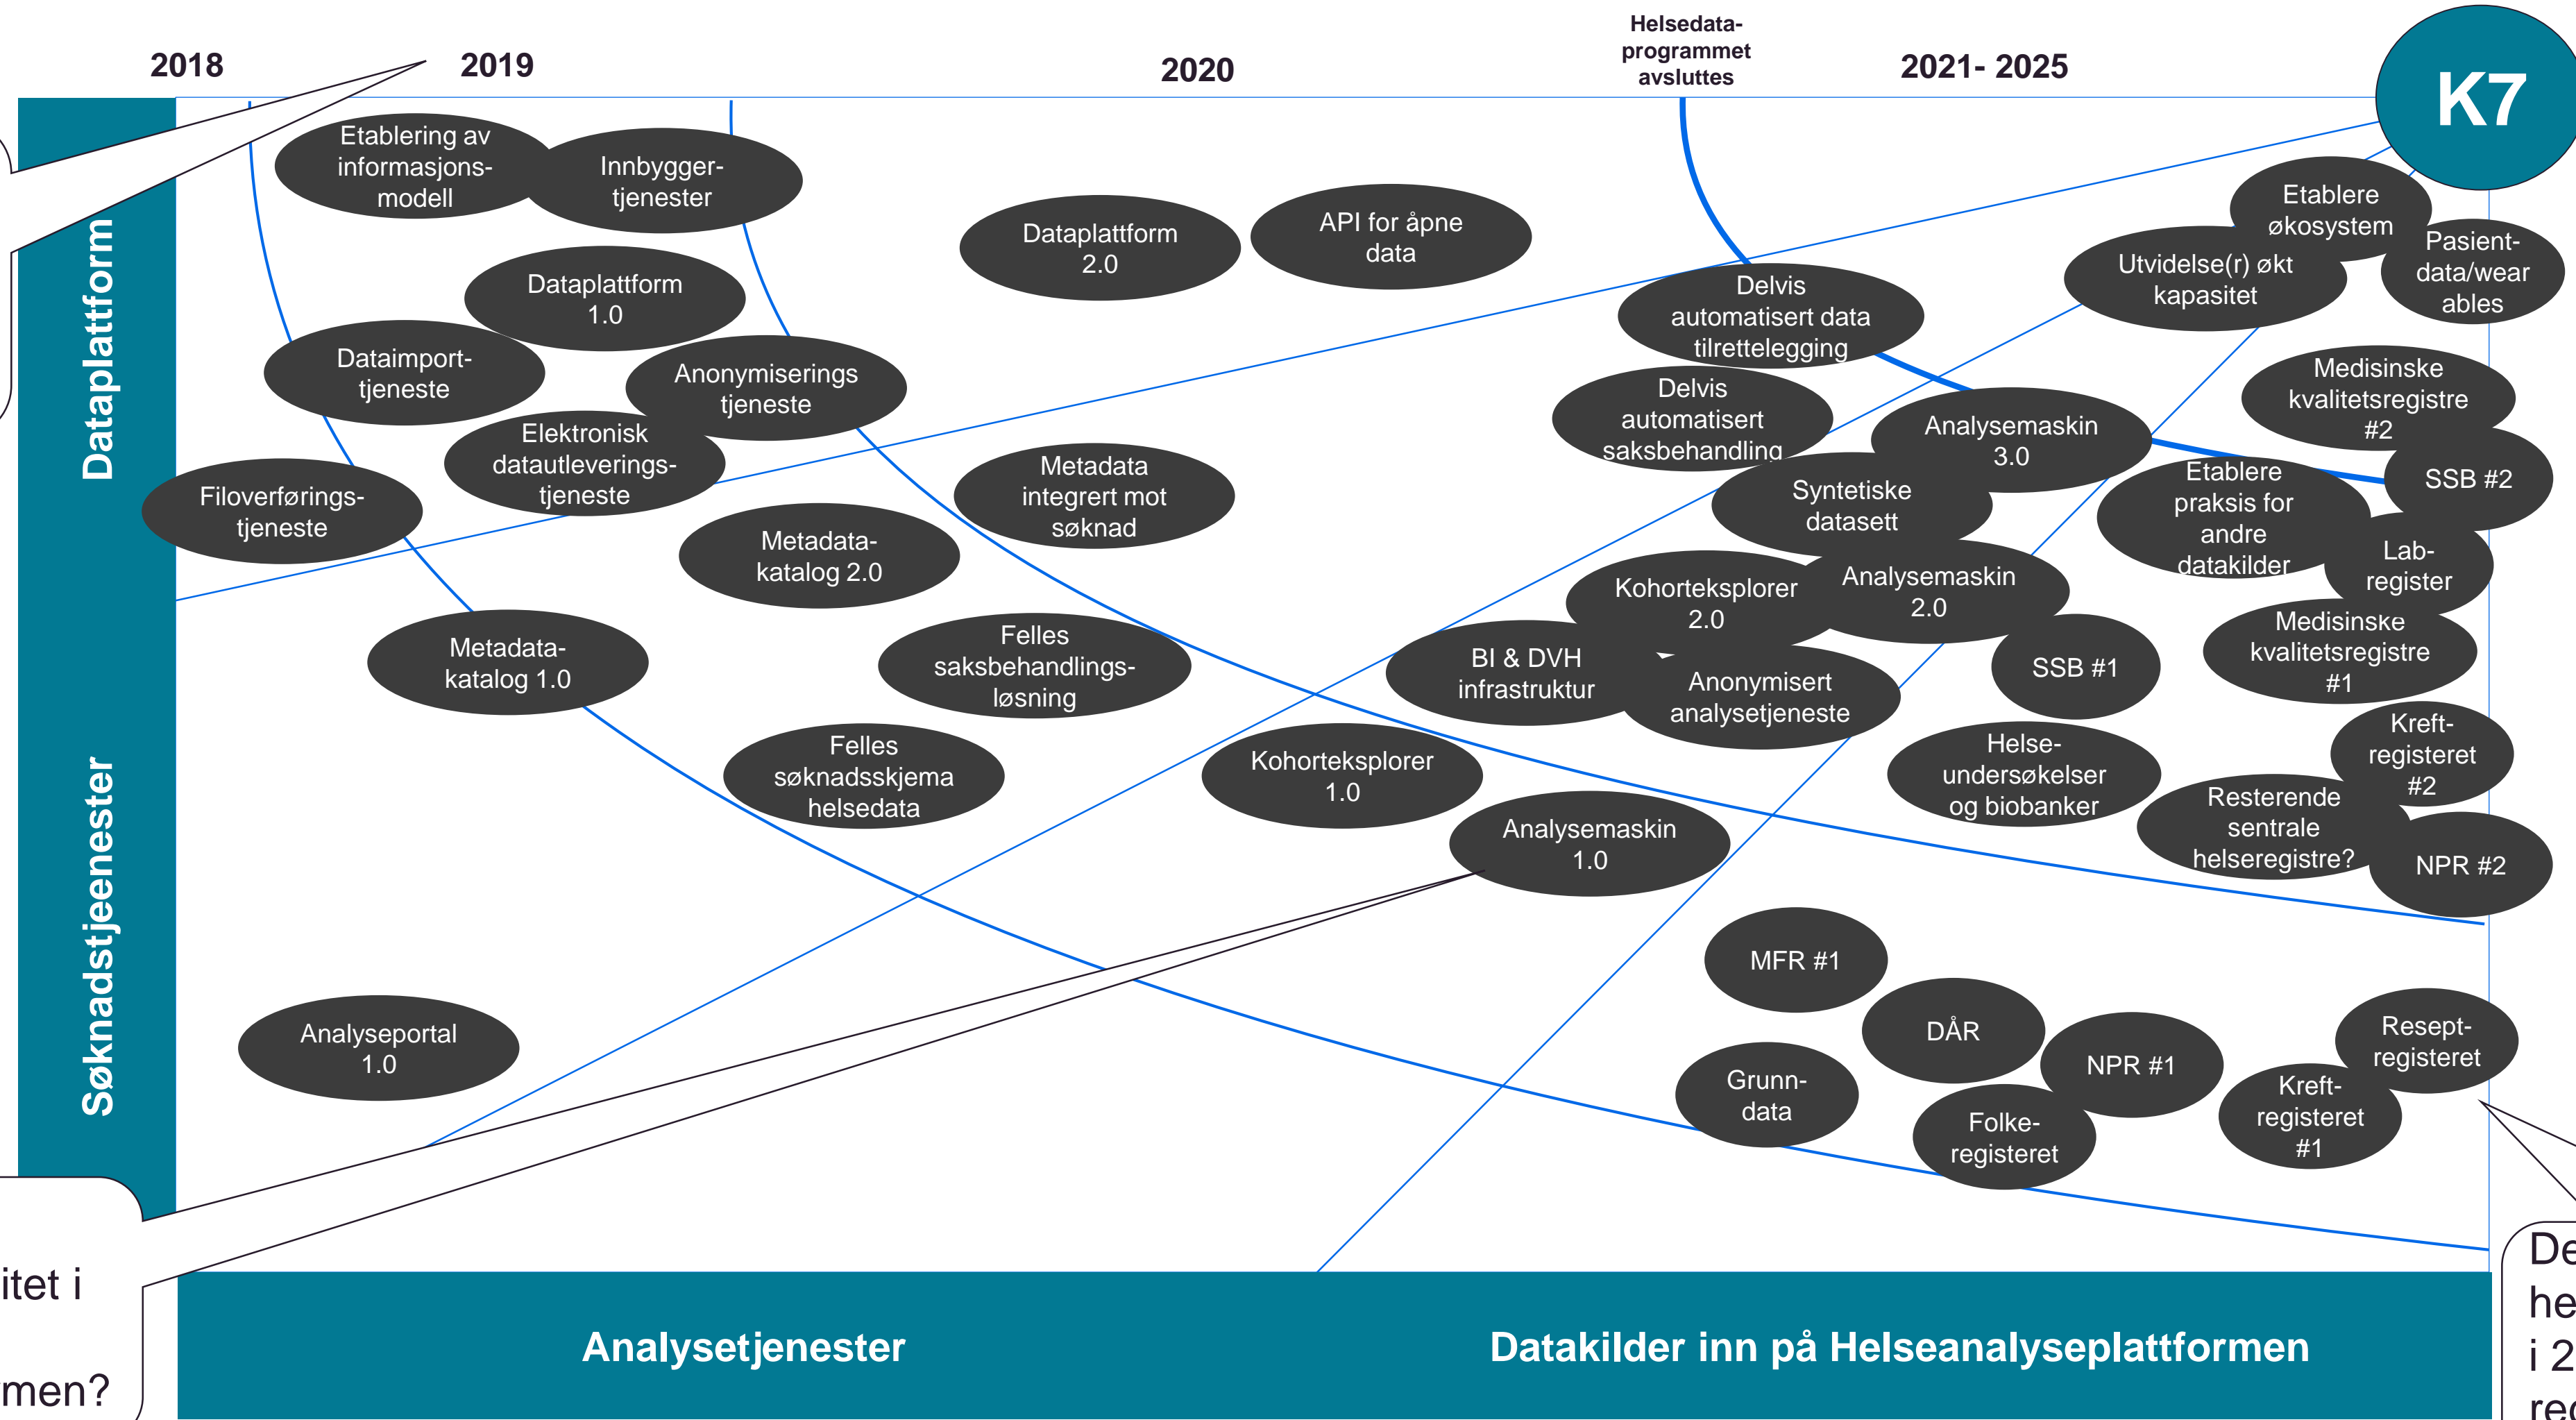 Helsedata-
programmet
avsluttes
2018
2019
2020
2021- 2025
K7
Dataplattform
Søknadstjeenester
Etablering av
informasjons-
modell
Innbygger-
tjenester
Dataplattform
1.0
Dataimport-
tjeneste
Anonymiserings
tjeneste
Elektronisk
datautleverings-
tjeneste
Filoverførings-
tjeneste
Dataplattform
2.0
API for åpne
data
Delvis
automatisert data
tilrettelegging
Delvis
automatisert
saksbehandling
Etablere
økosystem
Utvidelse(r) økt
kapasitet
Pasient-
data/wear
ables
Medisinske
kvalitetsregistre
#2
Analysemaskin
3.0
SSB #2
Etablere
praksis for
andre
datakilder
Lab-
register
Metadata
integrert mot
søknad
Syntetiske
datasett
Metadata-
katalog 2.0
Kohorteksplorer
2.0
Analysemaskin
2.0
Metadata-
katalog 1.0
Felles
saksbehandlings-
løsning
BI & DVH
infrastruktur
Anonymisert
analysetjeneste
SSB #1
Medisinske
kvalitetsregistre
#1
Felles
søknadsskjema
helsedata
Kohorteksplorer
1.0
Helse-
undersøkelser
og biobanker
Kreft-
registeret
#2
Resterende
sentrale
helseregistre?
NPR #2
Analysemaskin
1.0
MFR #1
DÅR
Analyseportal
1.0
Grunn-
data
Folke-
registeret
NPR #1
Kreft-
registeret
#1
Resept-
registeret
itet i
men?
De
he
i 2
reg
Analysetjenester
Datakilder inn på Helseanalyseplattformen